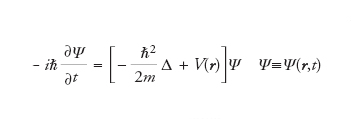 - iħ ∂Ψ/∂t = [ - ħ²/2m Δ + V(r) ] Ψ Ψ≡Ψ(r,t)